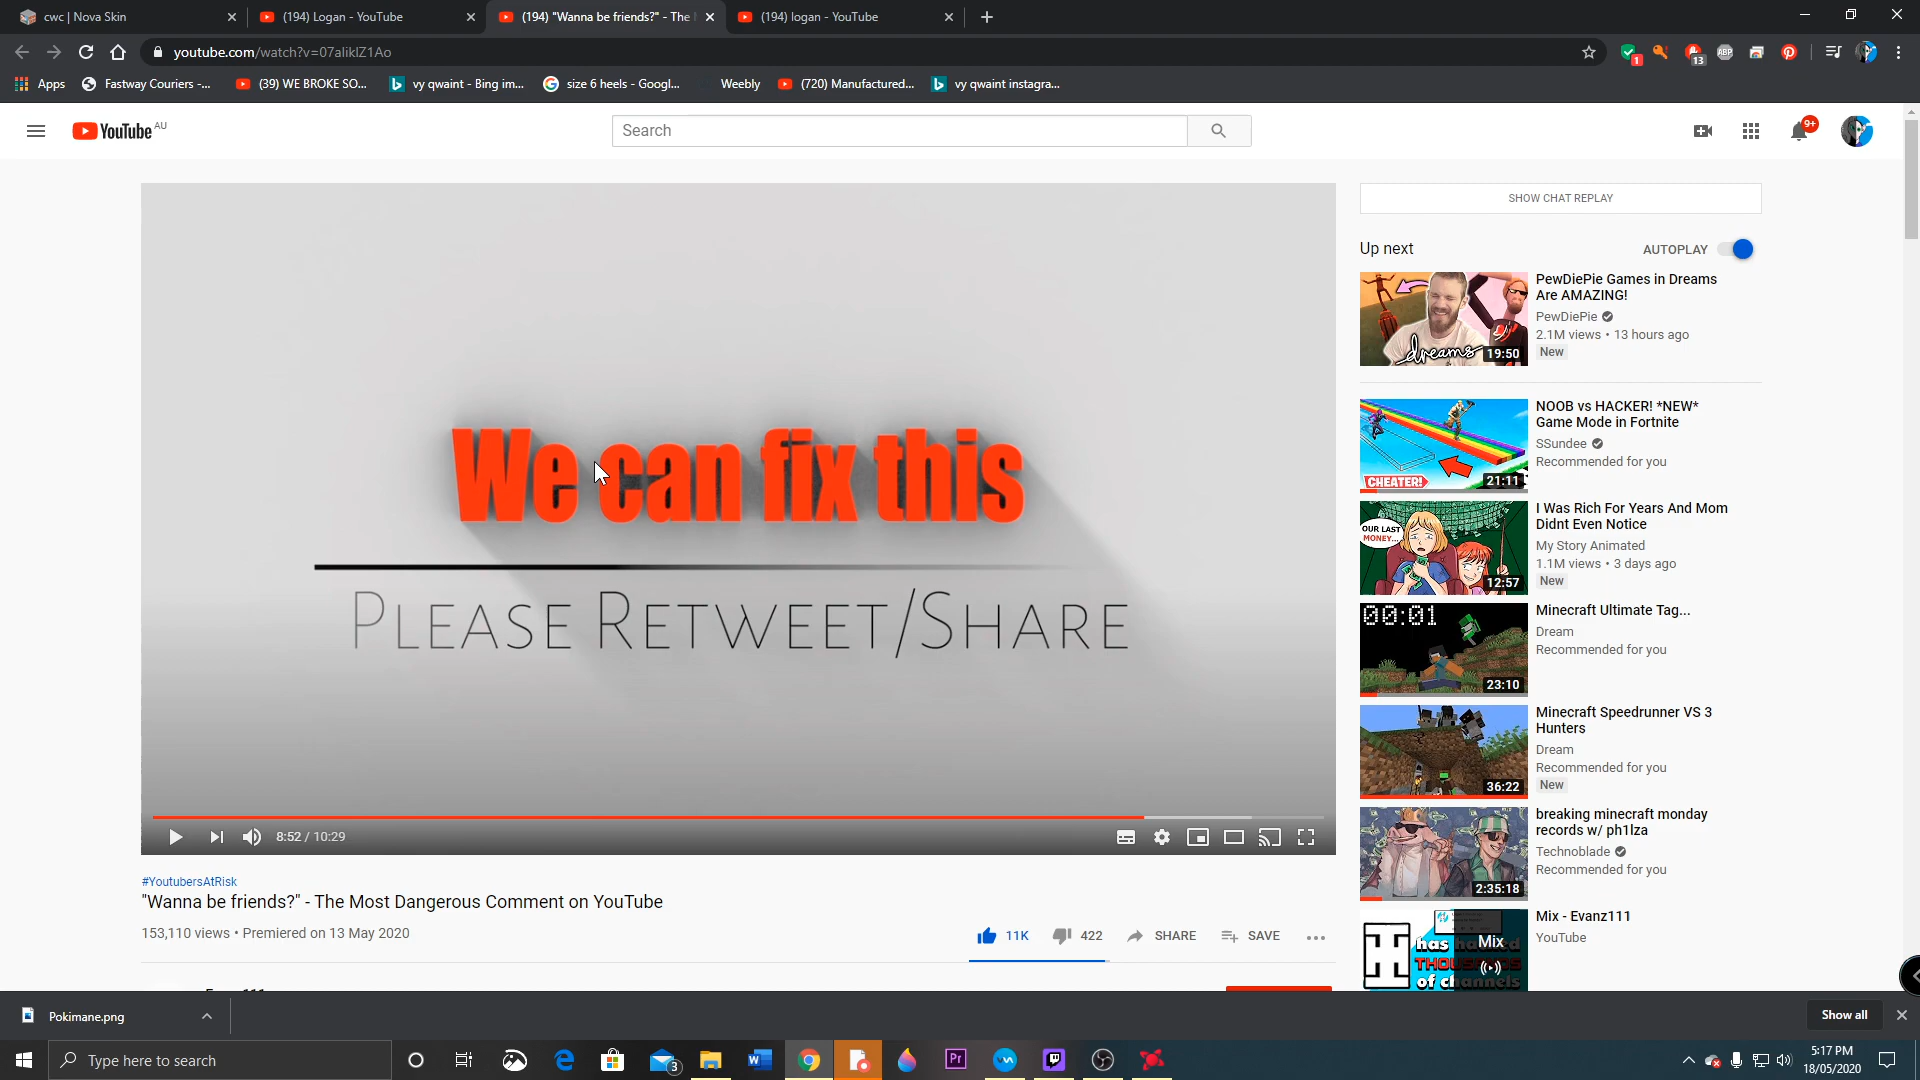 cwc | Nova Skin
(194) Logan - YouTube
(194) "Wanna be friends?" - The
(194) logan - YouTube
youtube.com/watch?v=07aliklZ1Ao
1
13
ABP
Apps
Fastway Couriers -...
(39) WE BROKE SO...
vy qwaint - Bing im...
size 6 heels - Googl...
Weebly
(720) Manufactured...
vy qwaint instagra...
YouTube AU
Search
9+
We can fix this
PLEASE RETWEET/SHARE
8:52 / 10:29
#YoutubersAtRisk
"Wanna be friends?" - The Most Dangerous Comment on YouTube
153,110 views • Premiered on 13 May 2020
11K
422
SHARE
SAVE
SHOW CHAT REPLAY
Up next
AUTOPLAY
dreams
19:50
PewDiePie Games in Dreams
Are AMAZING!
PewDiePie
2.1M views • 13 hours ago
New
CHEATER!
21:11
NOOB vs HACKER! *NEW*
Game Mode in Fortnite
SSundee
Recommended for you
OUR LAST
MONEY...
12:57
I Was Rich For Years And Mom
Didnt Even Notice
My Story Animated
1.1M views • 3 days ago
New
00:01
23:10
Minecraft Ultimate Tag...
Dream
Recommended for you
36:22
Minecraft Speedrunner VS 3
Hunters
Dream
Recommended for you
New
2:35:18
breaking minecraft monday
records w/ ph1lza
Technoblade
Recommended for you
has
of channels
Mix
Mix - Evanz111
YouTube
Pokimane.png
Show all
Type here to search
3
Pr
5:17 PM
18/05/2020